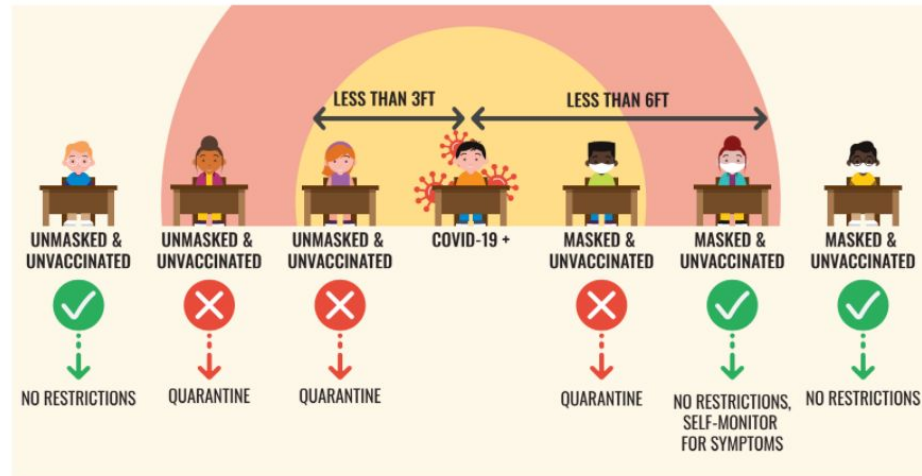 LESS THAN 3FT
LESS THAN 6FT
UNMASKED &
UNVACCINATED
UNMASKED &
UNVACCINATED
UNMASKED &
UNVACCINATED
COVID-19 +
MASKED &
UNVACCINATED
MASKED &
UNVACCINATED
MASKED &
UNVACCINATED
NO RESTRICTIONS
QUARANTINE
QUARANTINE
QUARANTINE
NO RESTRICTIONS,
SELF-MONITOR
FOR SYMPTOMS
NO RESTRICTIONS